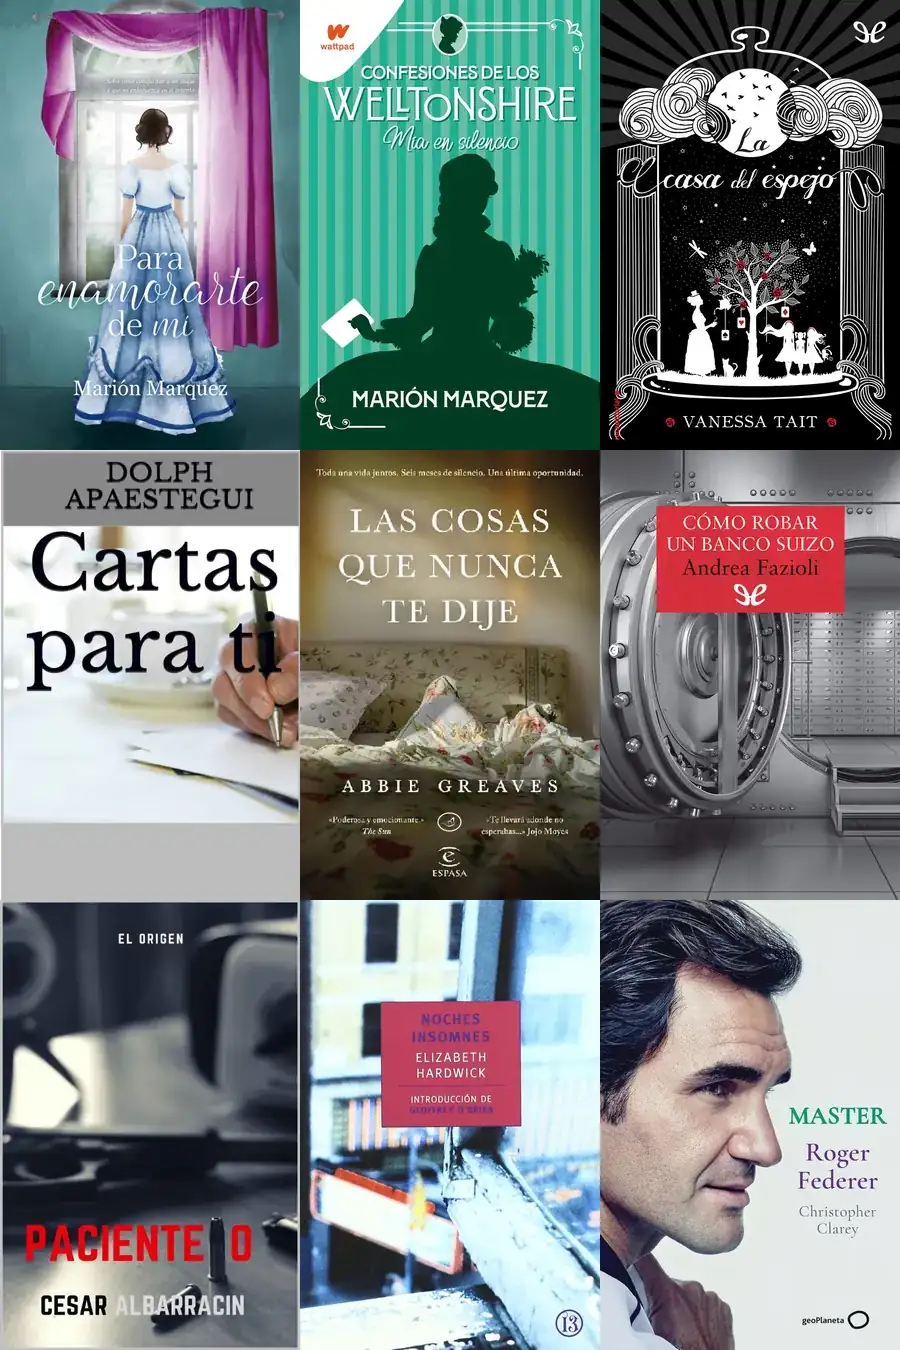 Para
enamorarte
de mí
Marión Marquez
wattpad
CONFESIONES DE LOS
WELLTONSHIRE
Mía en silencio
MARIÓN MARQUEZ
La
casa del espejo
VANESSA TAIT
DOLPH
APAESTEGUI
Cartas
para ti
Toda una vida juntos. Seis meses de silencio. Una última oportunidad.
LAS COSAS
QUE NUNCA
TE DIJE
ABBIE GREAVES
«Poderosa y emocionante.»
The Sun
«Te llevará adonde no
esperabas...» Jojo Moyes
ESPASA
CÓMO ROBAR
UN BANCO SUIZO
Andrea Fazioli
EL ORIGEN
PACIENTE 0
CESAR ALBARRACIN
NOCHES
INSOMNES
ELIZABETH
HARDWICK
INTRODUCCIÓN DE
GEOFFREY O'BRIEN
13
MASTER
Roger
Federer
Christopher
Clarey
geoPlaneta